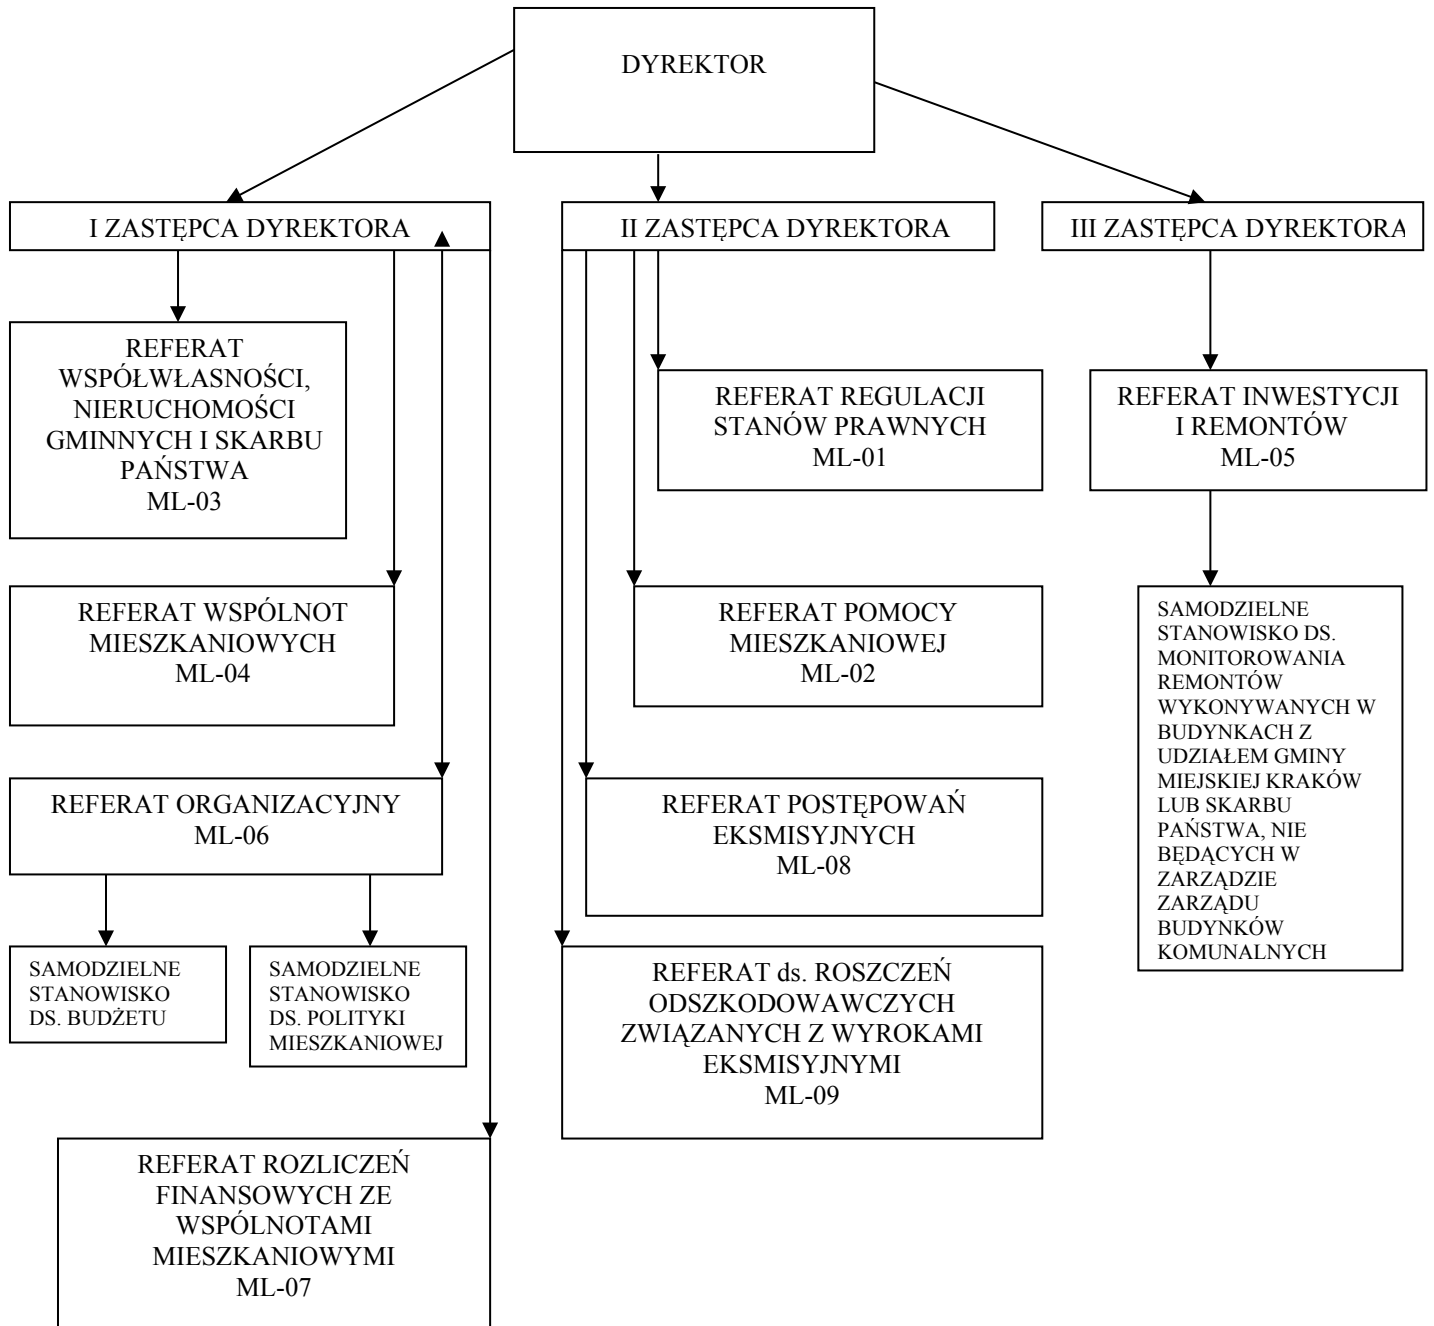 DYREKTOR
I ZASTĘPCA DYREKTORA
II ZASTĘPCA DYREKTORA
III ZASTĘPCA DYREKTORA
REFERAT
WSPÓŁWŁASNOŚCI,
NIERUCHOMOŚCI
GMINNYCH I SKARBU
PAŃSTWA
ML-03
REFERAT REGULACJI
STANÓW PRAWNYCH
ML-01
REFERAT INWESTYCJI
I REMONTÓW
ML-05
REFERAT WSPÓLNOT
MIESZKANIOWYCH
ML-04
REFERAT POMOCY
MIESZKANIOWEJ
ML-02
SAMODZIELNE
STANOWISKO DS.
MONITOROWANIA
REMONTÓW
WYKONYWANYCH W
BUDYNKACH Z
UDZIAŁEM GMINY
MIEJSKIEJ KRAKÓW
LUB SKARBU
PAŃSTWA, NIE
BĘDĄCYCH W
ZARZĄDZIE
ZARZĄDU
BUDYNKÓW
KOMUNALNYCH
REFERAT ORGANIZACYJNY
ML-06
REFERAT POSTĘPOWAŃ
EKSMISYJNYCH
ML-08
SAMODZIELNE
STANOWISKO
DS. BUDŻETU
SAMODZIELNE
STANOWISKO
DS. POLITYKI
MIESZKANIOWEJ
REFERAT ds. ROSZCZEŃ
ODSZKODOWAWCZYCH
ZWIĄZANYCH Z WYROKAMI
EKSMISYJNYMI
ML-09
REFERAT ROZLICZEŃ
FINANSOWYCH ZE
WSPÓLNOTAMI
MIESZKANIOWYMI
ML-07